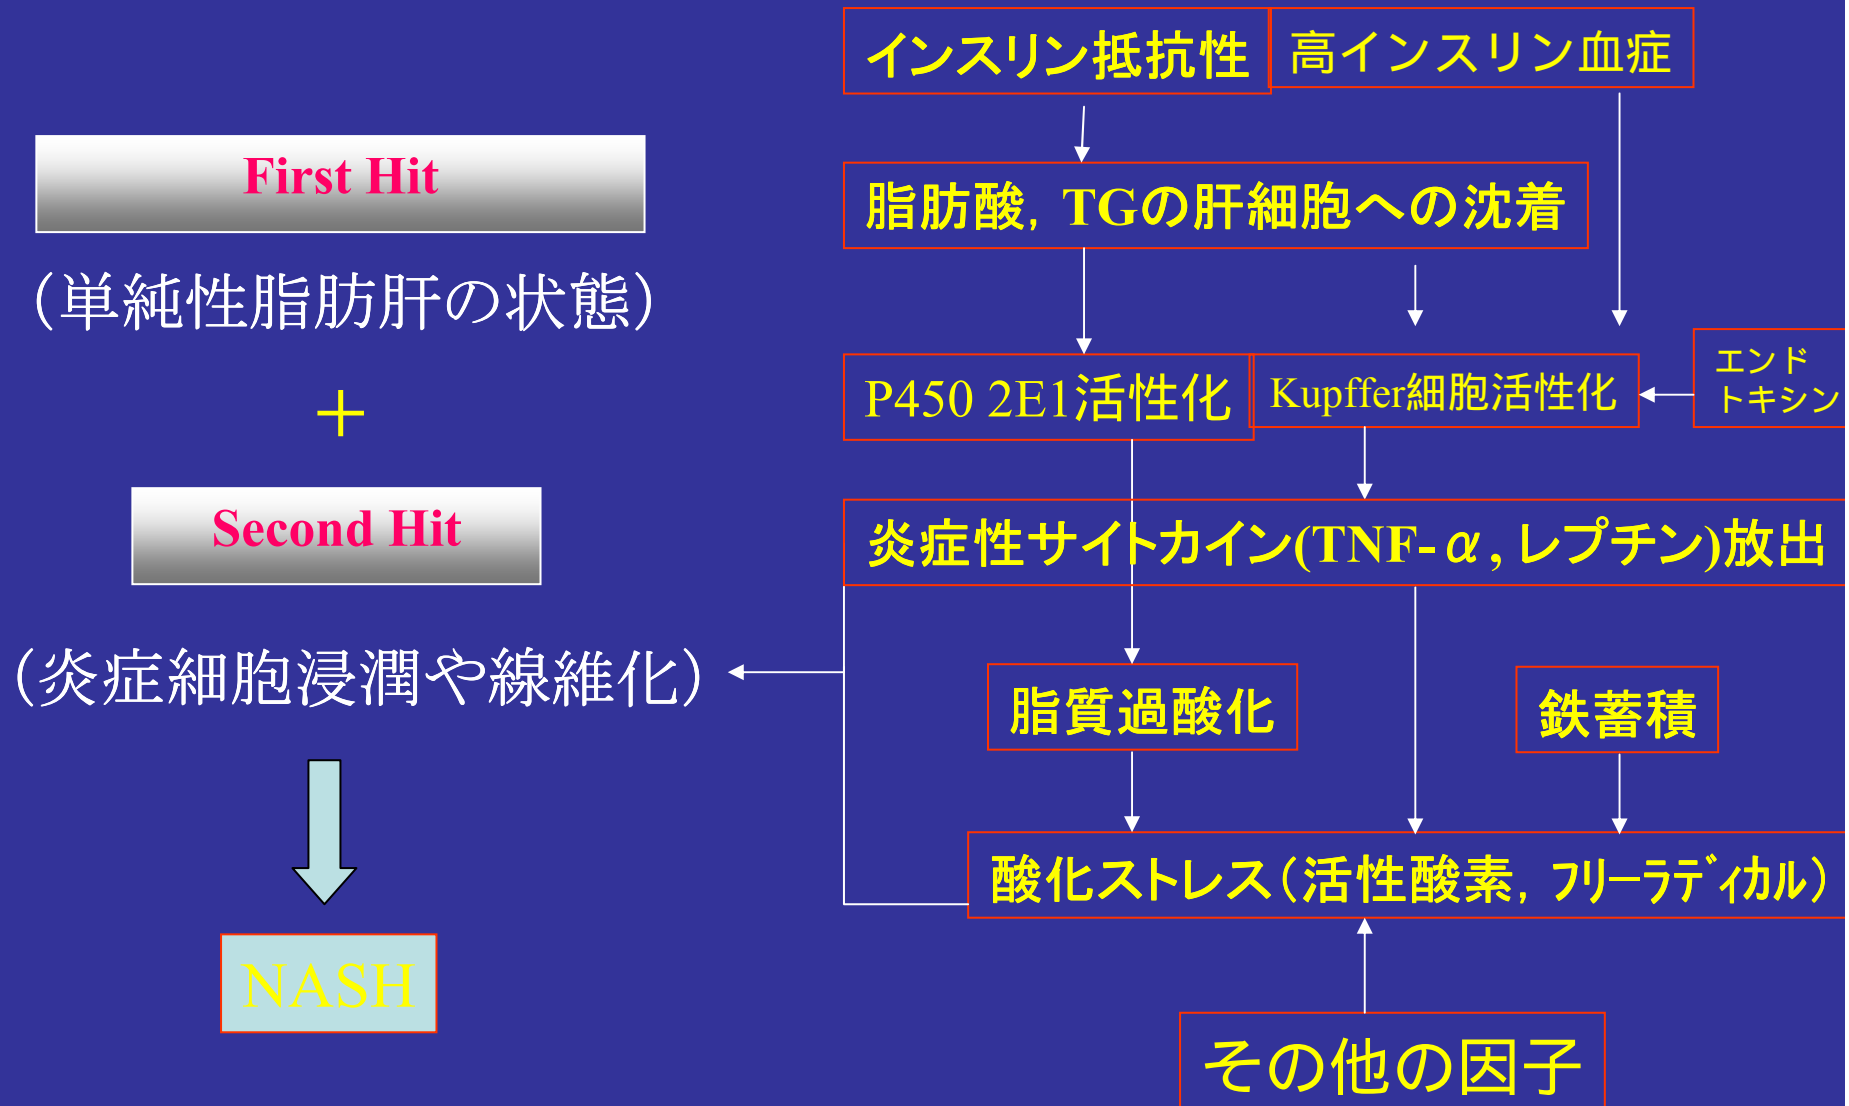 インスリン抵抗性
高インスリン血症
First Hit
脂肪酸, TGの肝細胞への沈着
（単純性脂肪肝の状態）
＋
P450 2E1活性化
Kupffer細胞活性化
エンド
トキシン
Second Hit
炎症性サイトカイン(TNF-α, レプチン)放出
（炎症細胞浸潤や線維化）
脂質過酸化
鉄蓄積
酸化ストレス（活性酸素, ﾌﾘｰﾗﾃﾞｨｶﾙ）
NASH
その他の因子